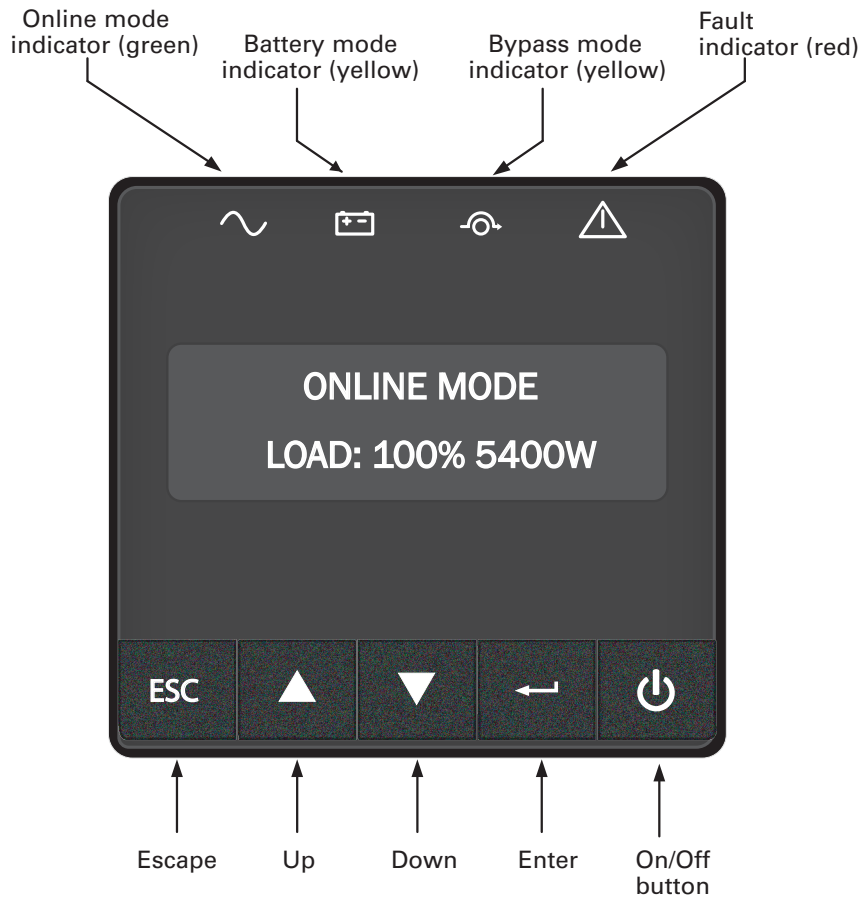 Online mode
indicator (green)
Battery mode
indicator (yellow)
Bypass mode
indicator (yellow)
Fault
indicator (red)
ONLINE MODE
LOAD: 100% 5400W
ESC
Escape
Up
Down
Enter
On/Off
button